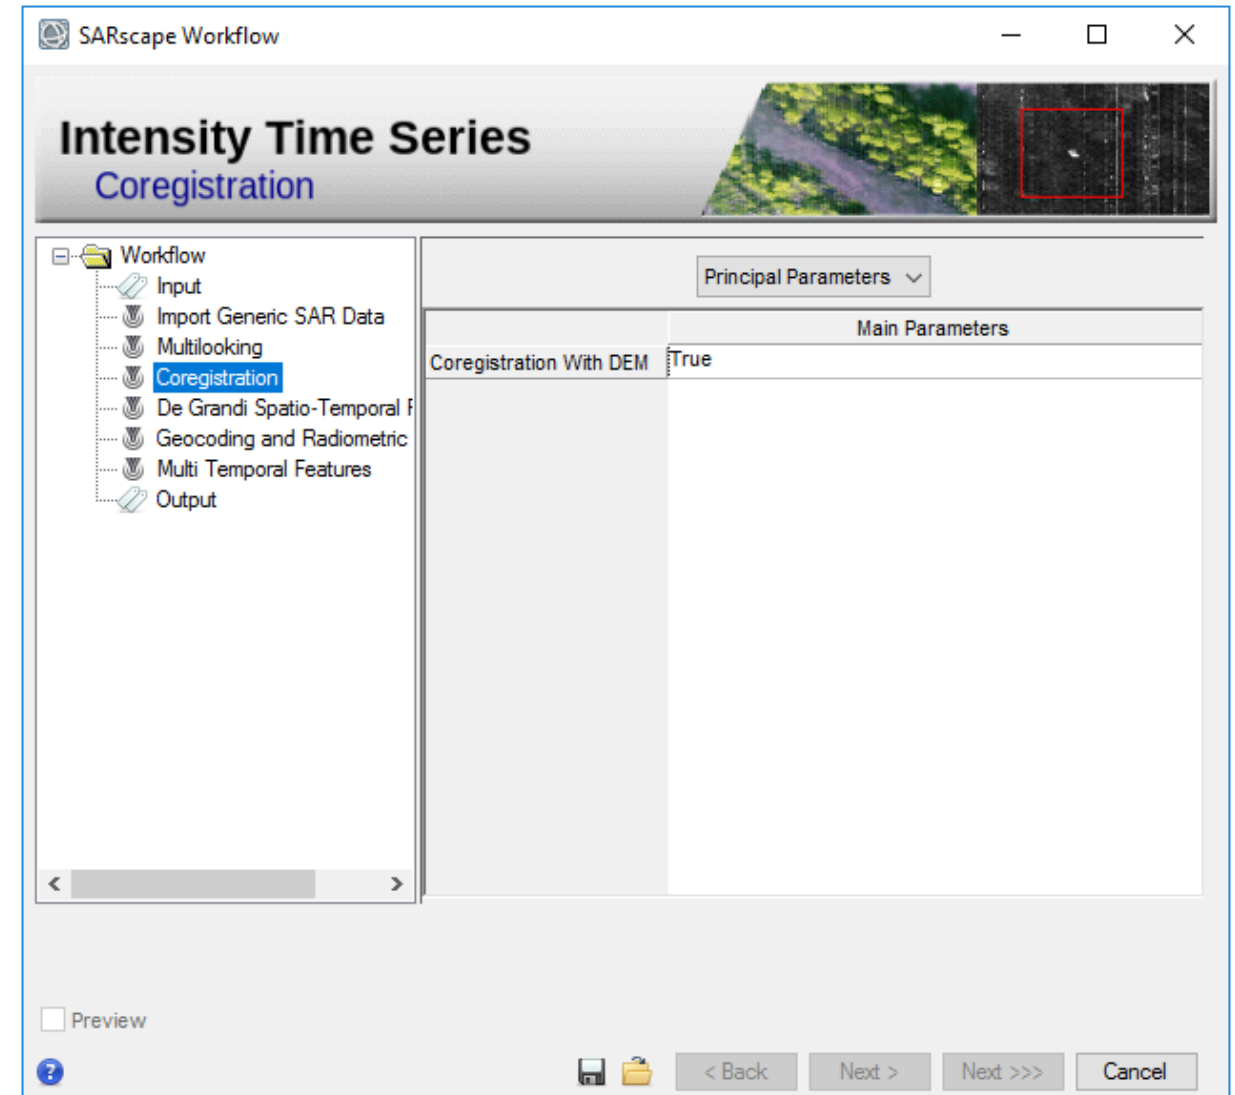 SARscape Workflow
Intensity Time Series
Coregistration
Workflow
Input
Import Generic SAR Data
Multilooking
Coregistration
De Grandi Spatio-Temporal F
Geocoding and Radiometric
Multi Temporal Features
Output
Principal Parameters
Main Parameters
Coregistration With DEM True
Preview
< Back Next > Next >>> Cancel